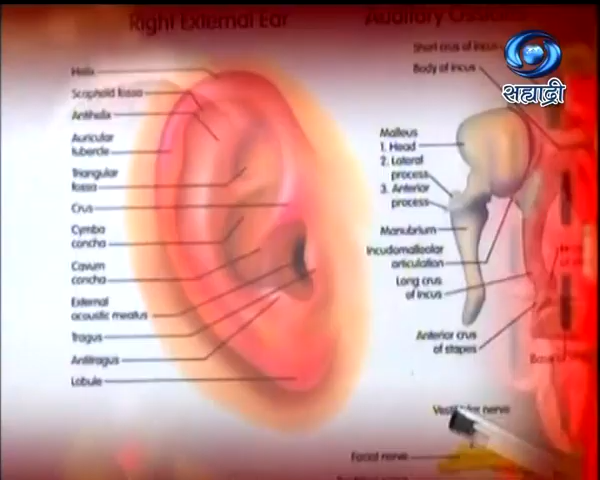 Right External Ear
Helix
Scaphoid fossa
Antihelix
Auricular
tubercle
Triangular
fossa
Crus
Cymba
concha
Cavum
concha
External
acoustic meatus
Tragus
Antitragus
Lobule
Auditory
Short crus of incus
Body of incus
Malleus
1. Head
2. Lateral
process
3. Anterior
process
Manubrium
Incudomalleolar
articulation
Long crus
of incus
Anterior crus
of stapes
nerve
Facial nerve
सह्याद्री